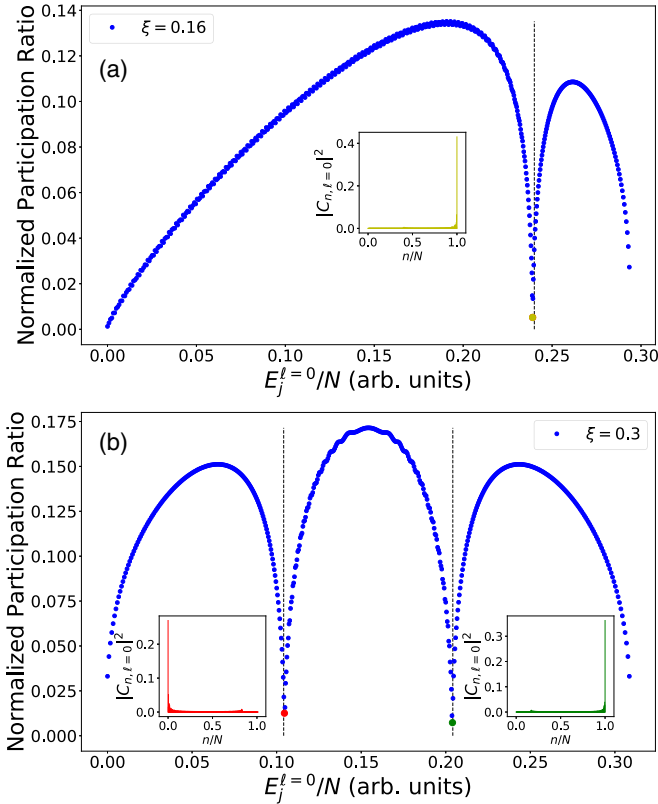 ξ = 0.16
(a)
Normalized Participation Ratio
0.14
0.12
0.10
0.08
0.06
0.04
0.02
0.00
|C_{n,ℓ=0}|^2
0.4
0.2
0.0
0.0 0.5 1.0
n/N
0.00 0.05 0.10 0.15 0.20 0.25 0.30
E_j^{ℓ=0}/N (arb. units)
(b)
ξ = 0.3
Normalized Participation Ratio
0.175
0.150
0.125
0.100
0.075
0.050
0.025
0.000
|C_{n,ℓ=0}|^2
0.2
0.0
0.0 0.5 1.0
n/N
|C_{n,ℓ=0}|^2
0.3
0.2
0.1
0.0
0.0 0.5 1.0
n/N
0.00 0.05 0.10 0.15 0.20 0.25 0.30
E_j^{ℓ=0}/N (arb. units)